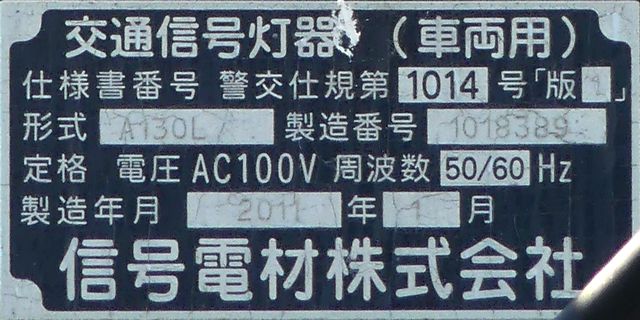 交通信号灯器(車両用)
仕様書番号 警交仕規第 1014 号「版1」
形式 A130L 製造番号 1018389
定格 電圧 AC100V 周波数 50/60 Hz
製造年月 2011 年 1 月
信号電材株式会社